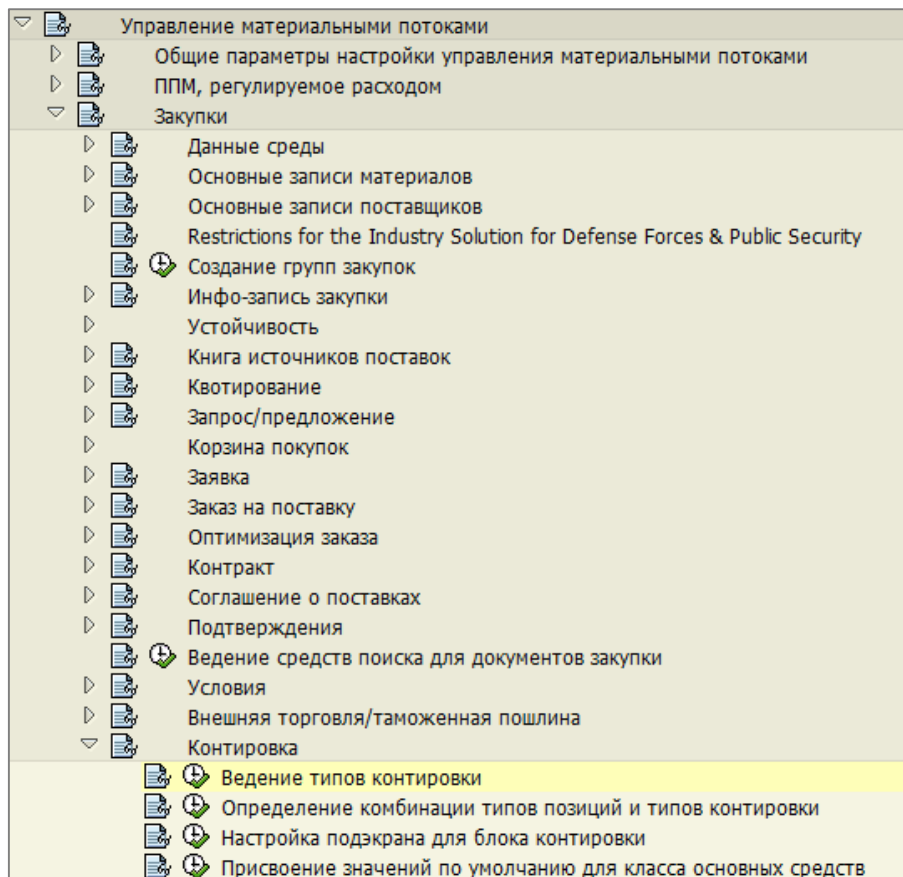 Управление материальными потоками
Общие параметры настройки управления материальными потоками
ППМ, регулируемое расходом
Закупки
Данные среды
Основные записи материалов
Основные записи поставщиков
Restrictions for the Industry Solution for Defense Forces & Public Security
Создание групп закупок
Инфо-запись закупки
Устойчивость
Книга источников поставок
Квотирование
Запрос/предложение
Корзина покупок
Заявка
Заказ на поставку
Оптимизация заказа
Контракт
Соглашение о поставках
Подтверждения
Ведение средств поиска для документов закупки
Условия
Внешняя торговля/таможенная пошлина
Контировка
Ведение типов контировки
Определение комбинации типов позиций и типов контировки
Настройка подэкрана для блока контировки
Присвоение значений по умолчанию для класса основных средств